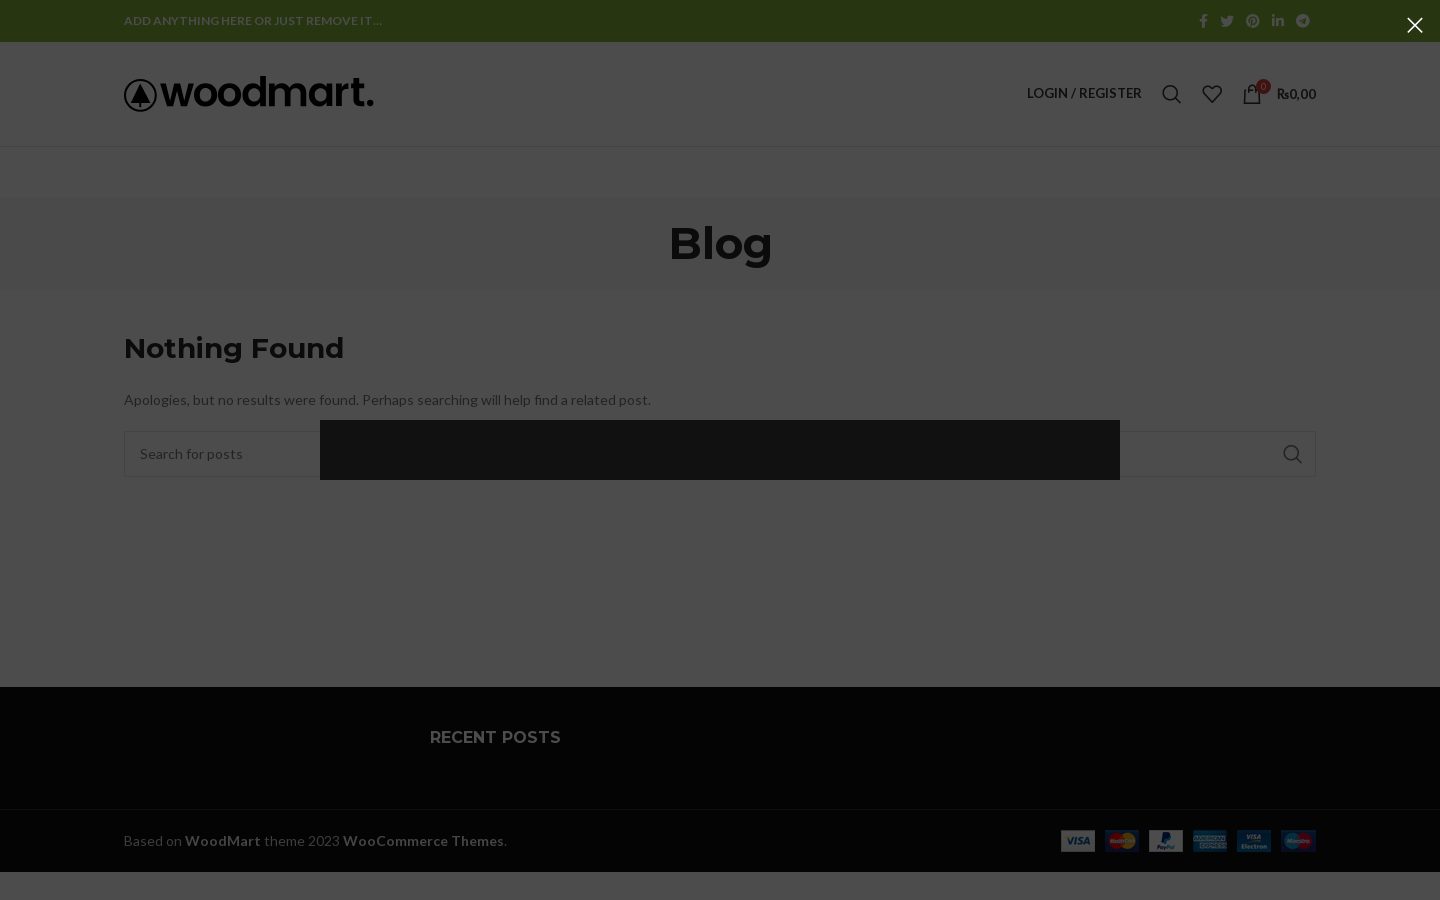 ADD ANYTHING HERE OR JUST REMOVE IT...
woodmart.
LOGIN / REGISTER
0
₨0,00
Blog
Nothing Found
Apologies, but no results were found. Perhaps searching will help find a related post.
Search for posts
RECENT POSTS
Based on WoodMart theme 2023 WooCommerce Themes.
VISA
MasterCard
PayPal
AMERICAN EXPRESS
VISA Electron
Maestro